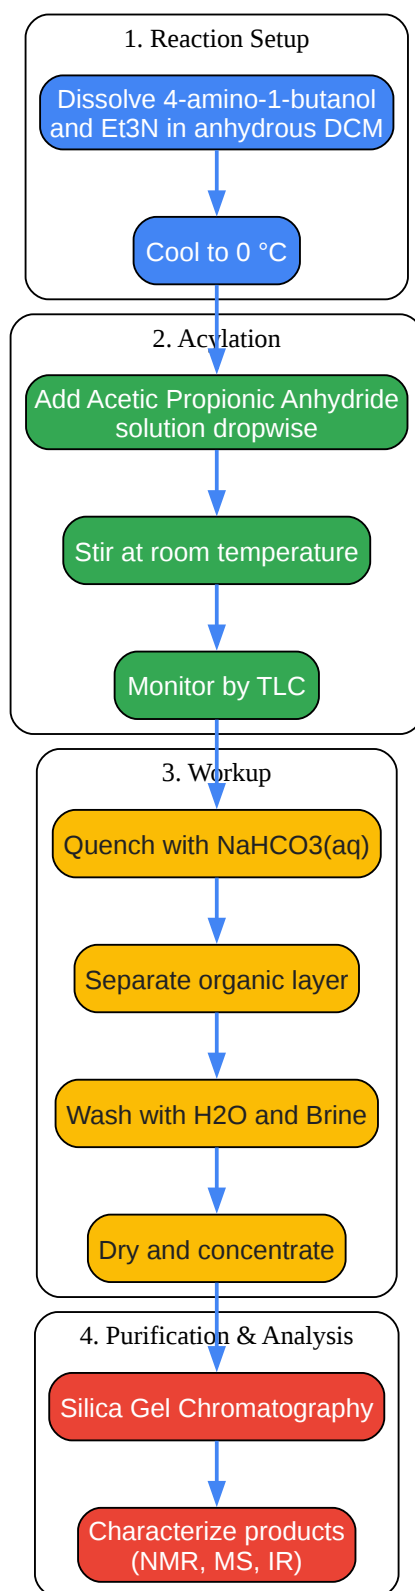 1. Reaction Setup
Dissolve 4-amino-1-butanol
and Et3N in anhydrous DCM
Cool to 0 °C
2. Acylation
Add Acetic Propionic Anhydride
solution dropwise
Stir at room temperature
Monitor by TLC
3. Workup
Quench with NaHCO3(aq)
Separate organic layer
Wash with H2O and Brine
Dry and concentrate
4. Purification & Analysis
Silica Gel Chromatography
Characterize products
(NMR, MS, IR)